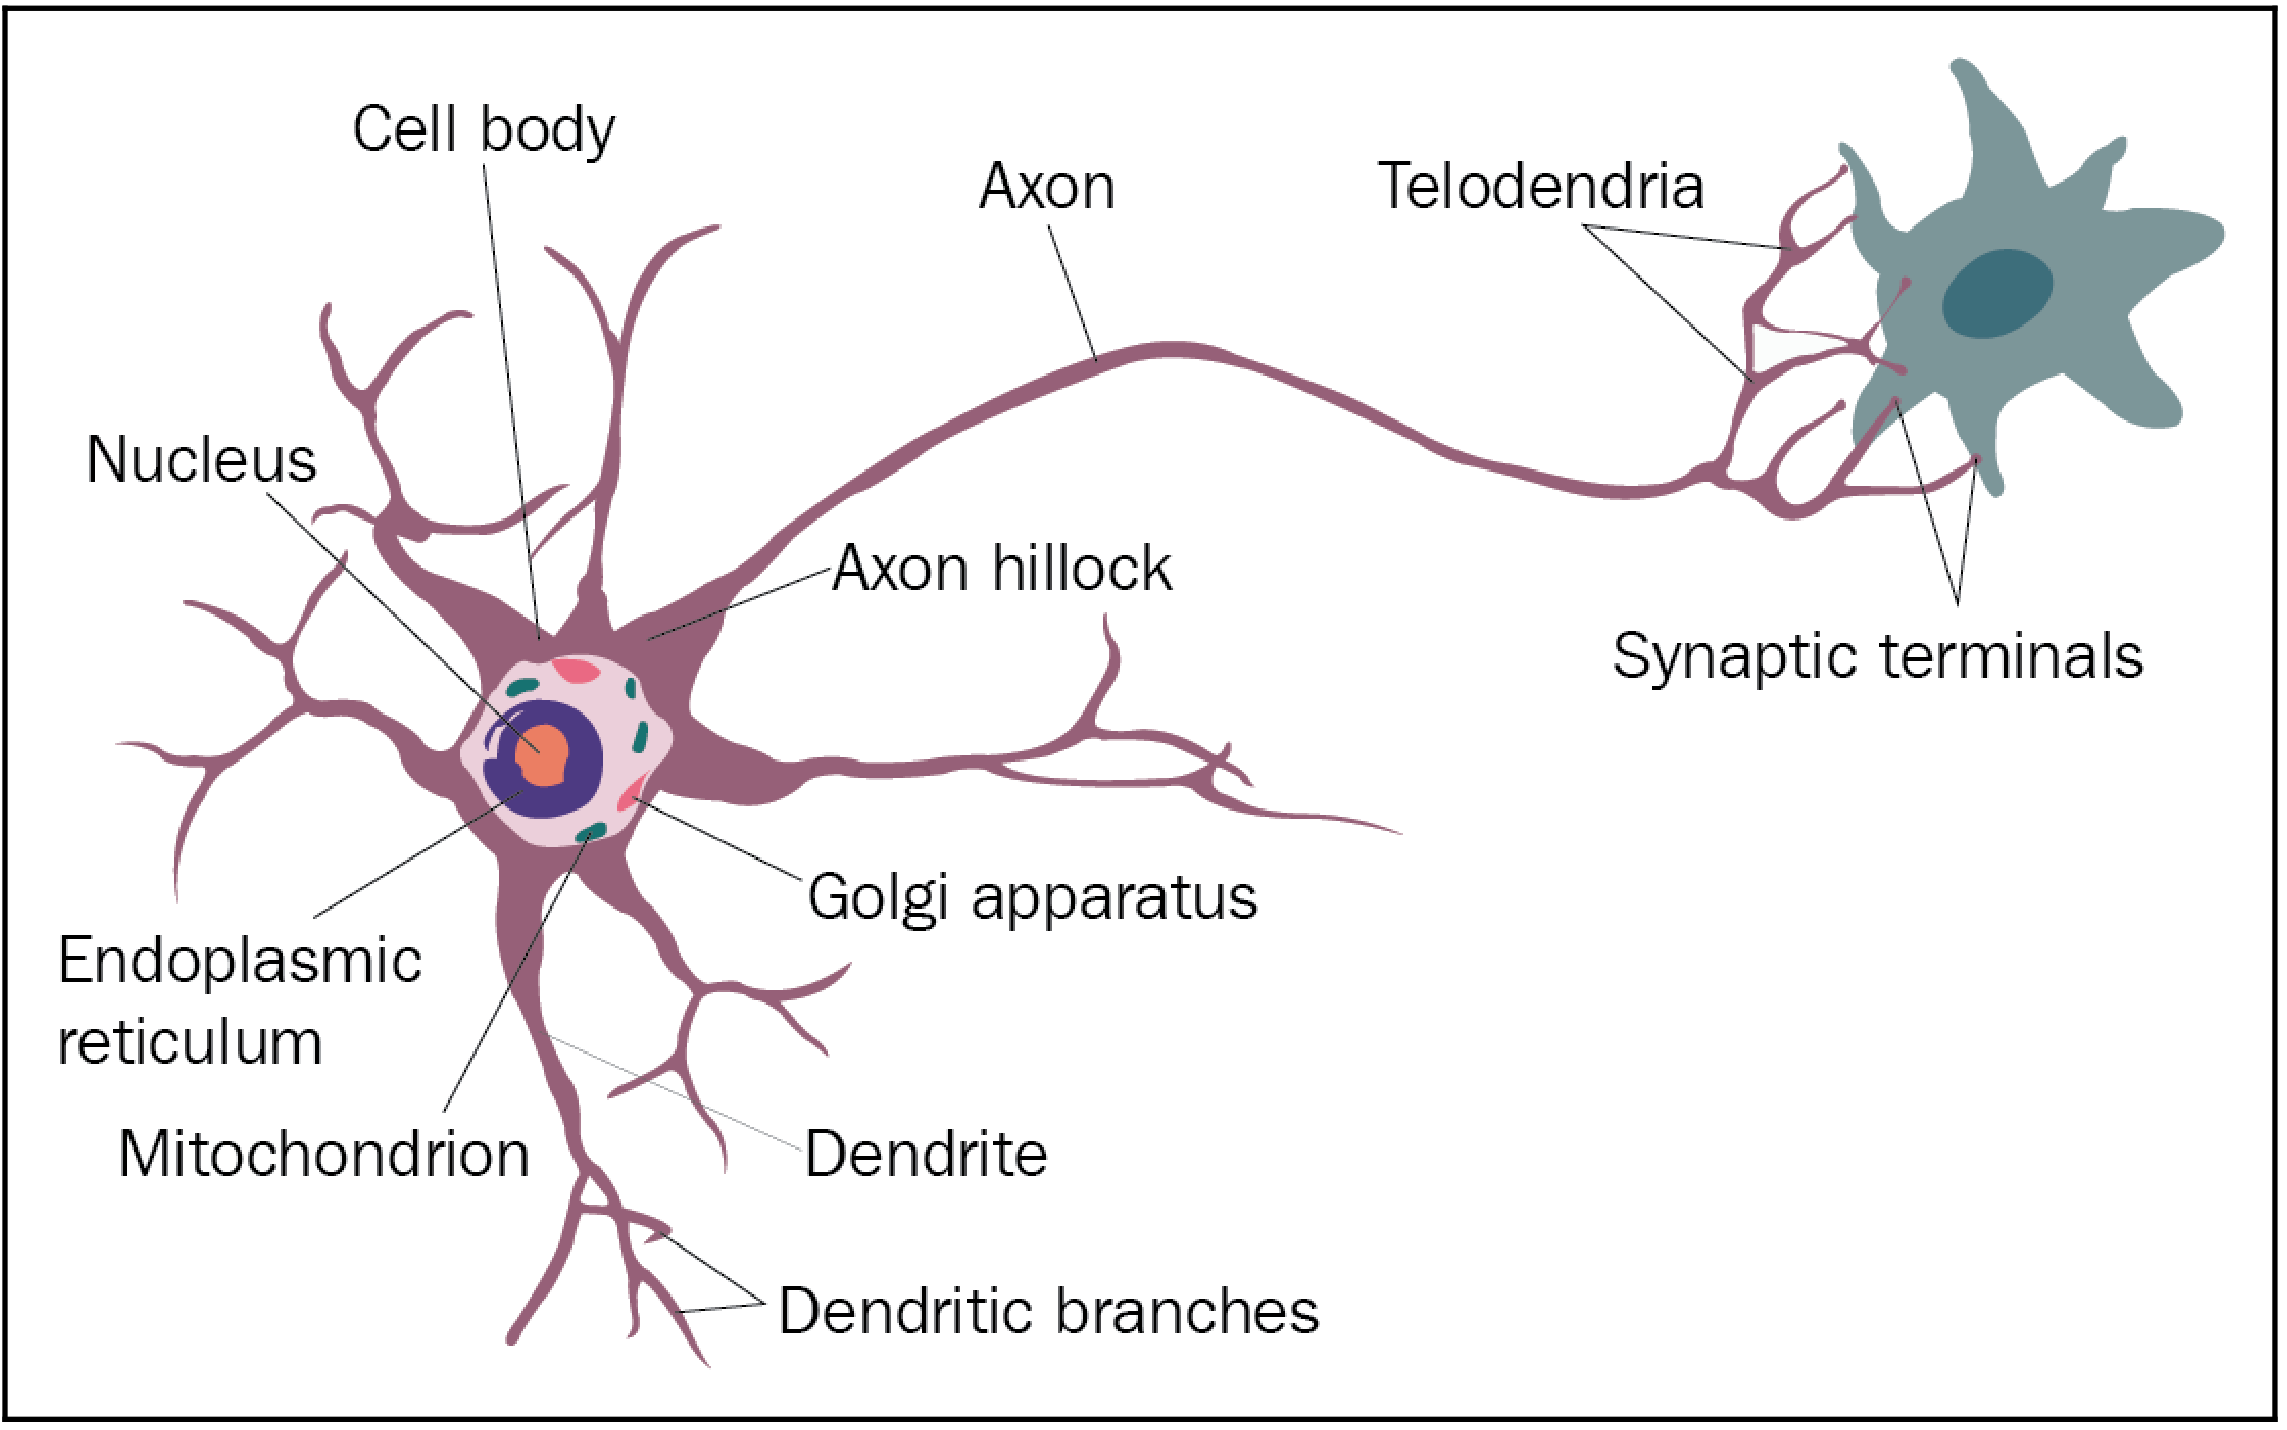 Cell body
Axon
Telodendria
Nucleus
Axon hillock
Synaptic terminals
Golgi apparatus
Endoplasmic
reticulum
Mitochondrion
Dendrite
Dendritic branches